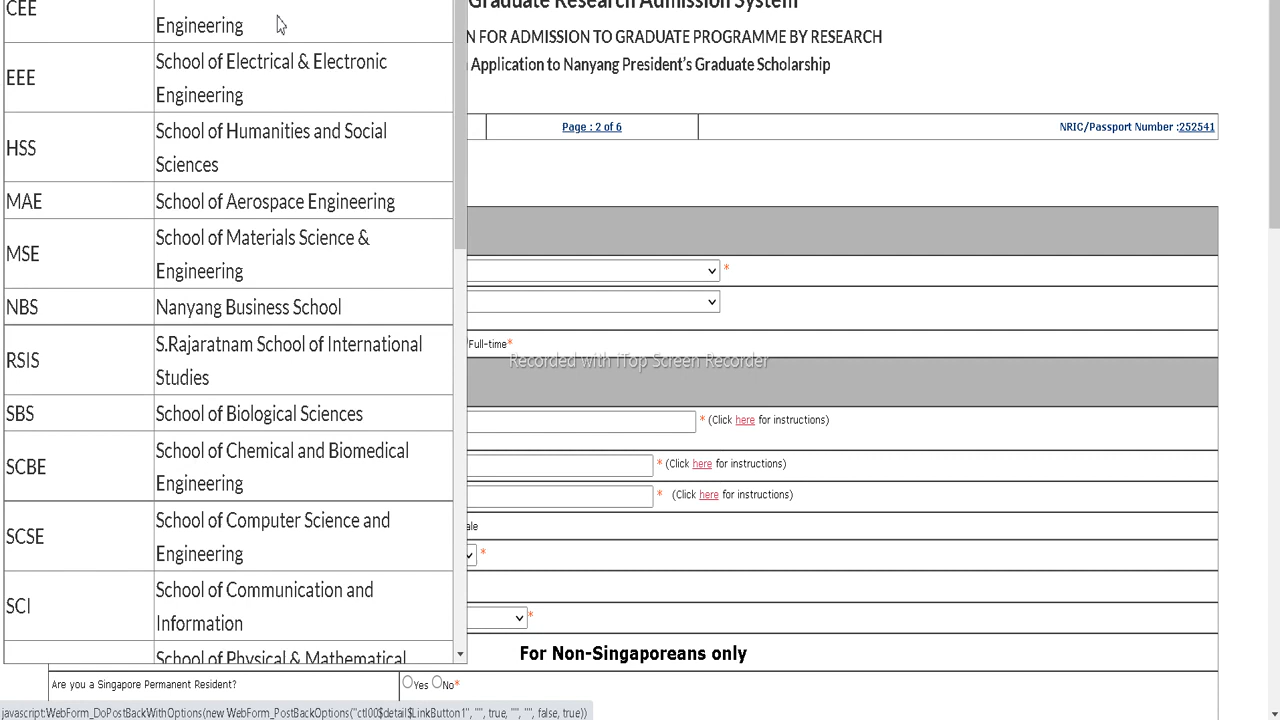 Graduate Research Admission System
CEE
Engineering
N FOR ADMISSION TO GRADUATE PROGRAMME BY RESEARCH
Application to Nanyang President's Graduate Scholarship
EEE
School of Electrical & Electronic
Engineering
Page : 2 of 6
NRIC/Passport Number :252541
HSS
School of Humanities and Social
Sciences
MAE
School of Aerospace Engineering
MSE
School of Materials Science &
Engineering
*
NBS
Nanyang Business School
RSIS
S.Rajaratnam School of International
Studies
/Full-time*
Recorded with iTop Screen Recorder
SBS
School of Biological Sciences
* (Click here for instructions)
SCBE
School of Chemical and Biomedical
Engineering
* (Click here for instructions)
* (Click here for instructions)
SCSE
School of Computer Science and
Engineering
ale
*
SCI
School of Communication and
Information
*
School of Physical & Mathematical
For Non-Singaporeans only
Are you a Singapore Permanent Resident?
Yes No*
javascript:WebForm_DoPostBackWithOptions(new WebForm_PostBackOptions("ctl00$detail$LinkButton1", "", true, "", "", false, true))